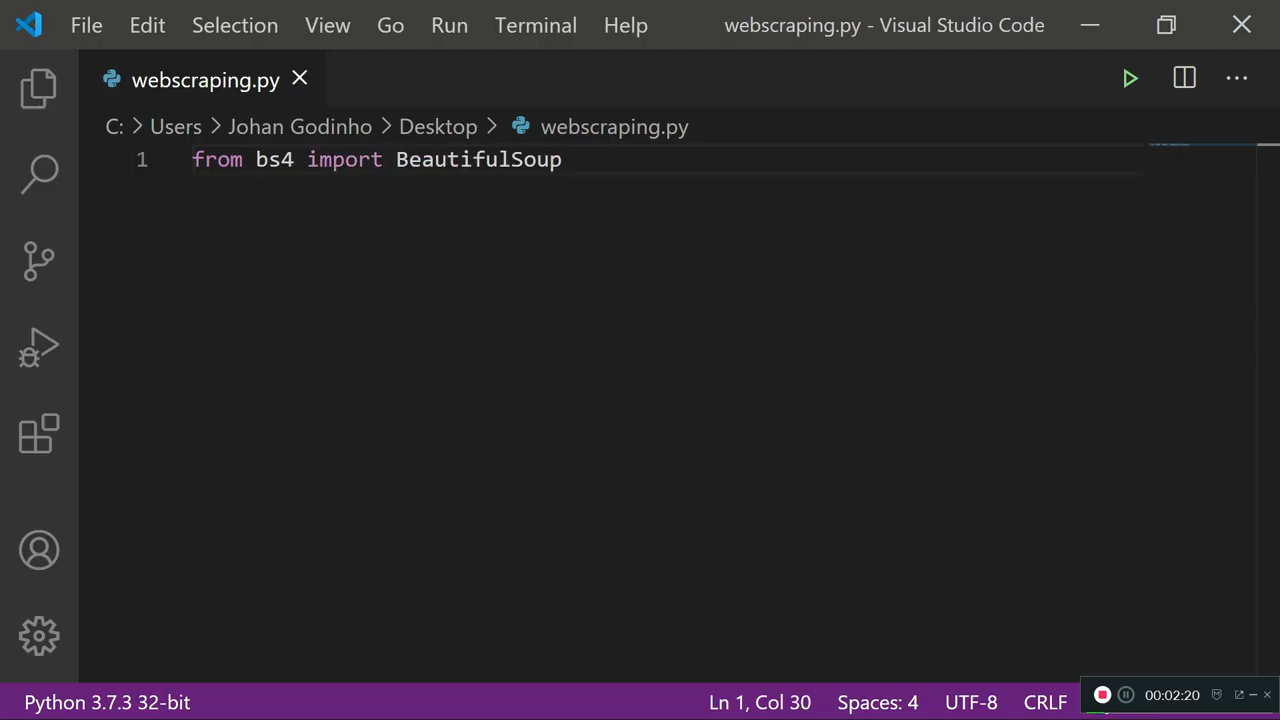 File Edit Selection View Go Run Terminal Help webscraping.py - Visual Studio Code
webscraping.py
C: > Users > Johan Godinho > Desktop > webscraping.py
1 from bs4 import BeautifulSoup
Python 3.7.3 32-bit Ln 1, Col 30 Spaces: 4 UTF-8 CRLF 00:02:20